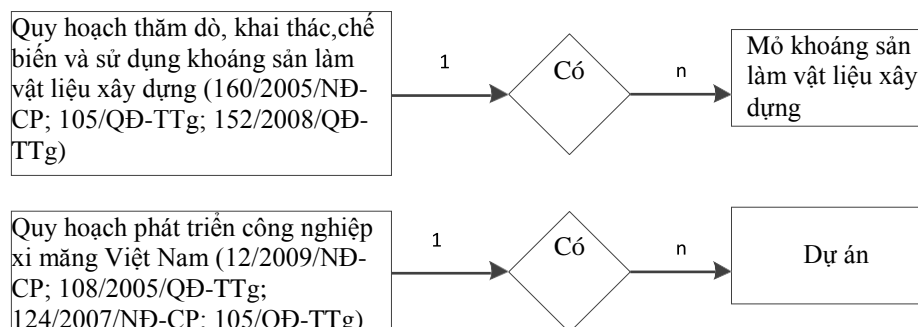 Quy hoạch thăm dò, khai thác,chế
biến và sử dụng khoáng sản làm
vật liệu xây dựng (160/2005/NĐ-
CP; 105/QĐ-TTg; 152/2008/QĐ-
TTg)
1
Có
n
Mỏ khoáng sản
làm vật liệu xây
dựng
Quy hoạch phát triển công nghiệp
xi măng Việt Nam (12/2009/NĐ-
CP; 108/2005/QĐ-TTg;
124/2007/NĐ-CP; 105/QĐ-TTg)
1
Có
n
Dự án